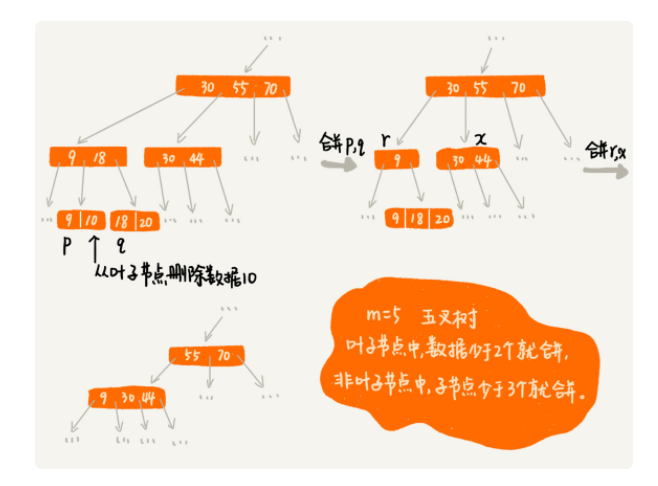 30 55 70
9 18
30 44
9 10
18 20
p
q
从叶子节点删除数据10
合并p,q
30 55 70
r
x
9
30 44
9 18 20
合并r,x
55 70
9 30 44
m=5 五叉树
叶子节点中,数据少于2个就合并,
非叶子节点中,子节点少于3个就合并。